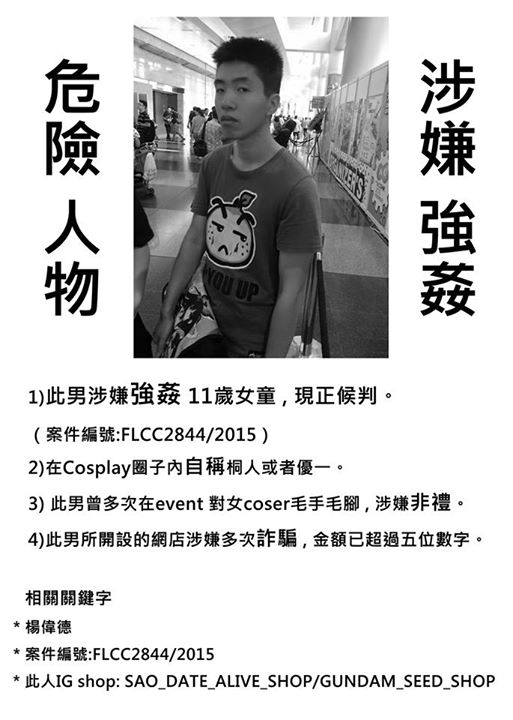 危險人物
涉嫌強姦
YOU UP
1)此男涉嫌強姦 11歲女童，現正候判。
（案件編號:FLCC2844/2015）
2)在Cosplay圈子內自稱桐人或者優一。
3) 此男曾多次在event 對女coser毛手毛腳，涉嫌非禮。
4)此男所開設的網店涉嫌多次詐騙，金額已超過五位數字。
相關關鍵字
* 楊偉德
* 案件編號:FLCC2844/2015
* 此人IG shop: SAO_DATE_ALIVE_SHOP/GUNDAM_SEED_SHOP